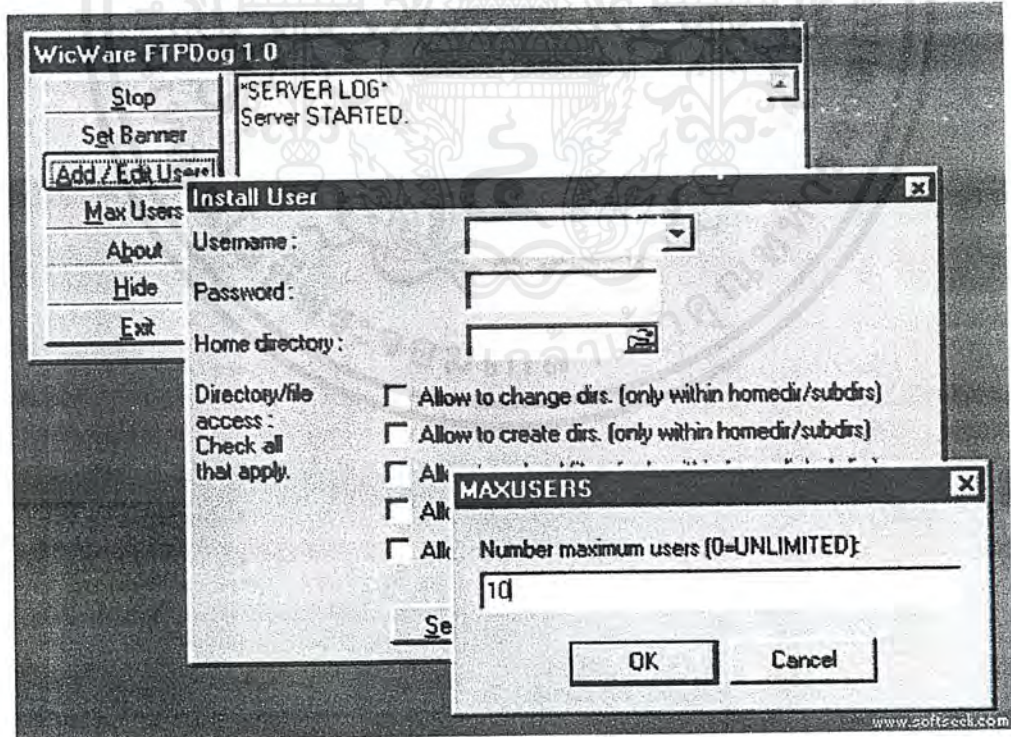 WicWare FTPDog 1.0
Stop
Set Banner
Add / Edit Users
Max Users
About
Hide
Exit
*SERVER LOG*
Server STARTED.
Install User
Username :
Password :
Home directory :
Directory/file
access :
Check all
that apply.
Allow to change dirs. (only within homedir/subdirs)
Allow to create dirs. (only within homedir/subdirs)
MAXUSERS
Number maximum users (0=UNLIMITED):
10
OK
Cancel
www.softseek.com